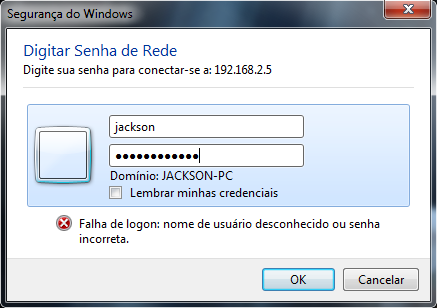 Segurança do Windows
Digitar Senha de Rede
Digite sua senha para conectar-se a: 192.168.2.5
jackson
●●●●●●●●●●●●
Domínio: JACKSON-PC
Lembrar minhas credenciais
Falha de logon: nome de usuário desconhecido ou senha
incorreta.
OK
Cancelar